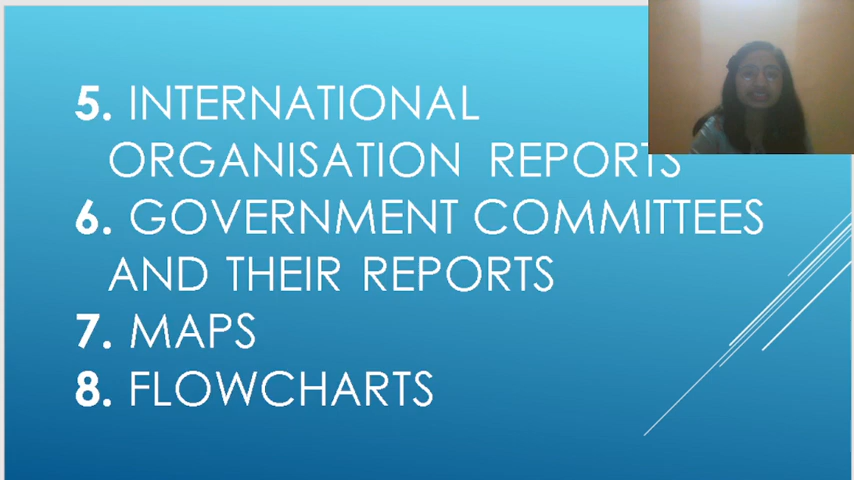 5. INTERNATIONAL
ORGANISATION REPORTS
6. GOVERNMENT COMMITTEES
AND THEIR REPORTS
7. MAPS
8. FLOWCHARTS